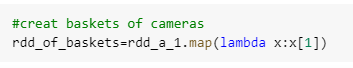 #creat baskets of cameras
rdd_of_baskets=rdd_a_1.map(lambda x:x[1])